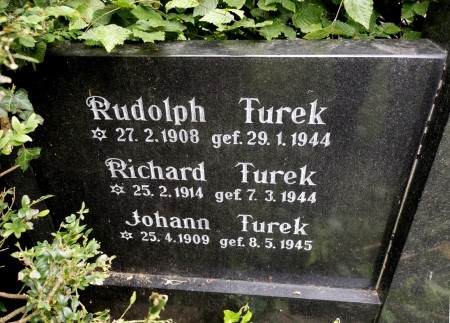 Rudolph Turek
✡ 27.2.1908 gef. 29.1.1944
Richard Turek
✡ 25.2.1914 gef. 7.3.1944
Johann Turek
✡ 25.4.1909 gef. 8.5.1945